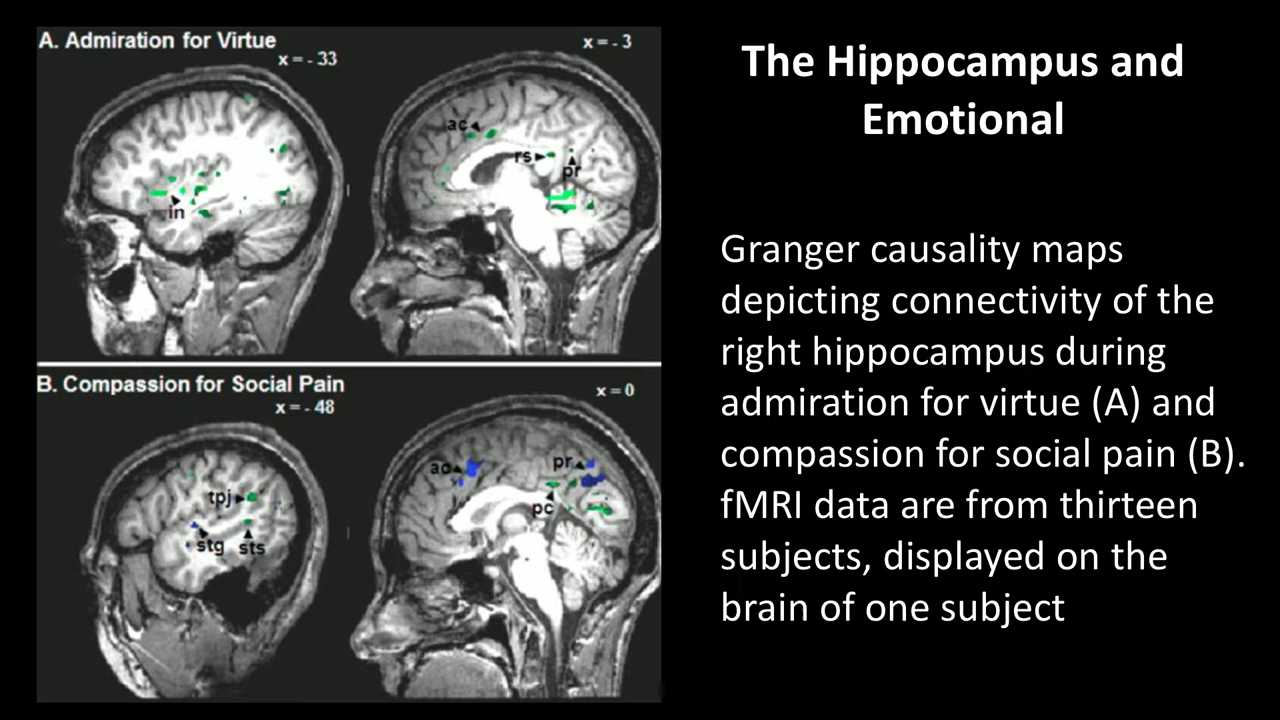 A. Admiration for Virtue
x = - 33
x = - 3
ac
rs
pr
in
B. Compassion for Social Pain
x = - 48
x = 0
tpj
stg
sts
ac
pr
pc
The Hippocampus and
Emotional
Granger causality maps
depicting connectivity of the
right hippocampus during
admiration for virtue (A) and
compassion for social pain (B).
fMRI data are from thirteen
subjects, displayed on the
brain of one subject